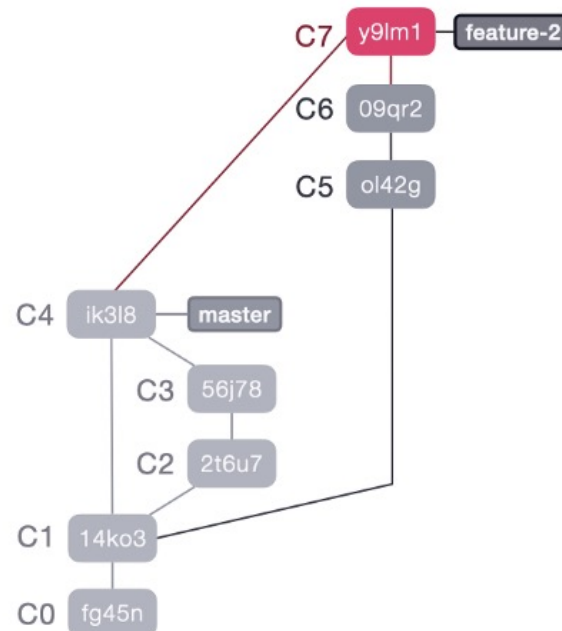 C7 y9lm1 feature-2
C6 09qr2
C5 ol42g
C4 ik3l8 master
C3 56j78
C2 2t6u7
C1 14ko3
C0 fg45n